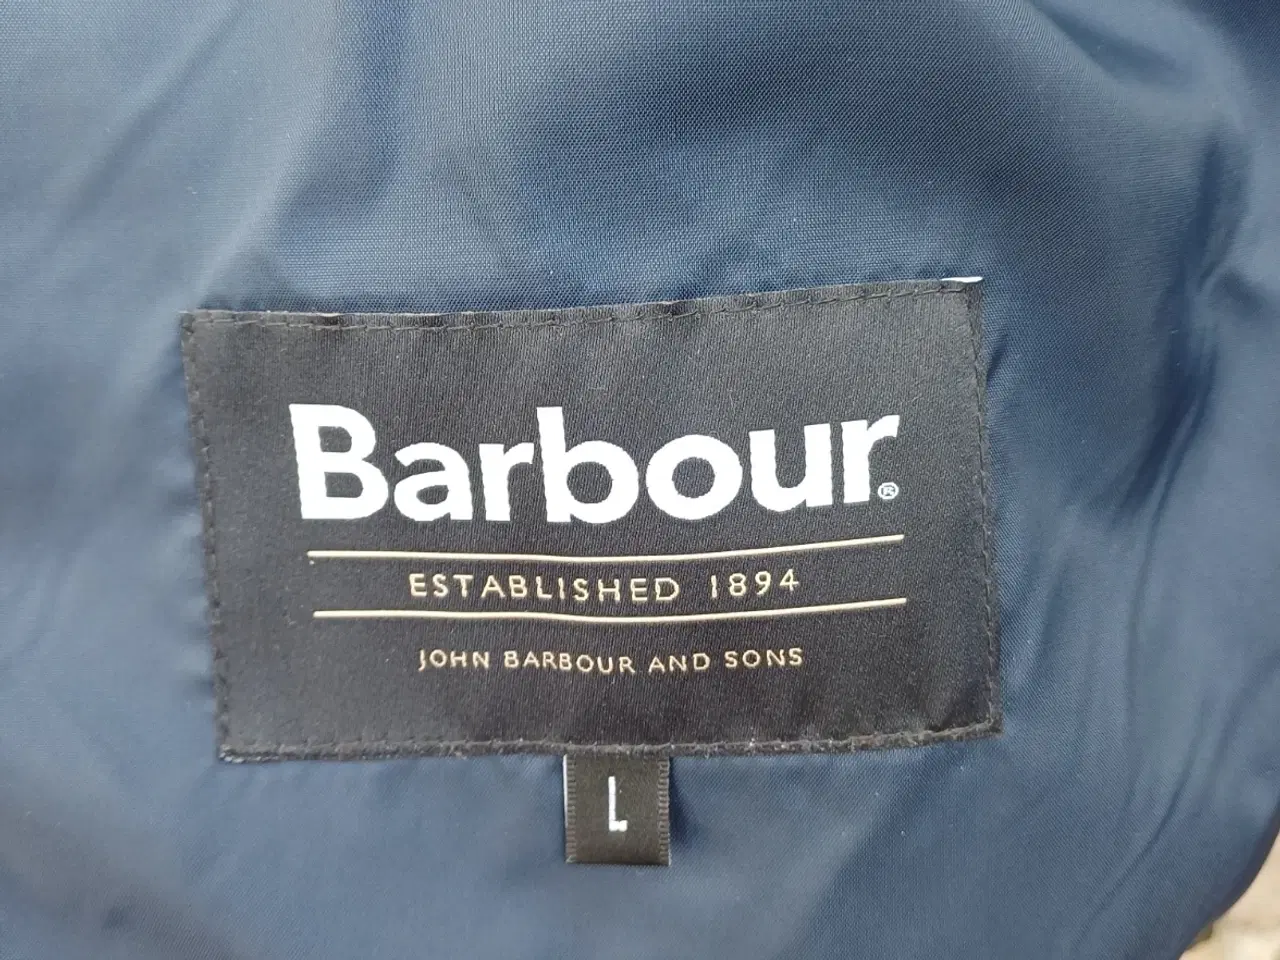 Barbour®
ESTABLISHED 1894
JOHN BARBOUR AND SONS
L